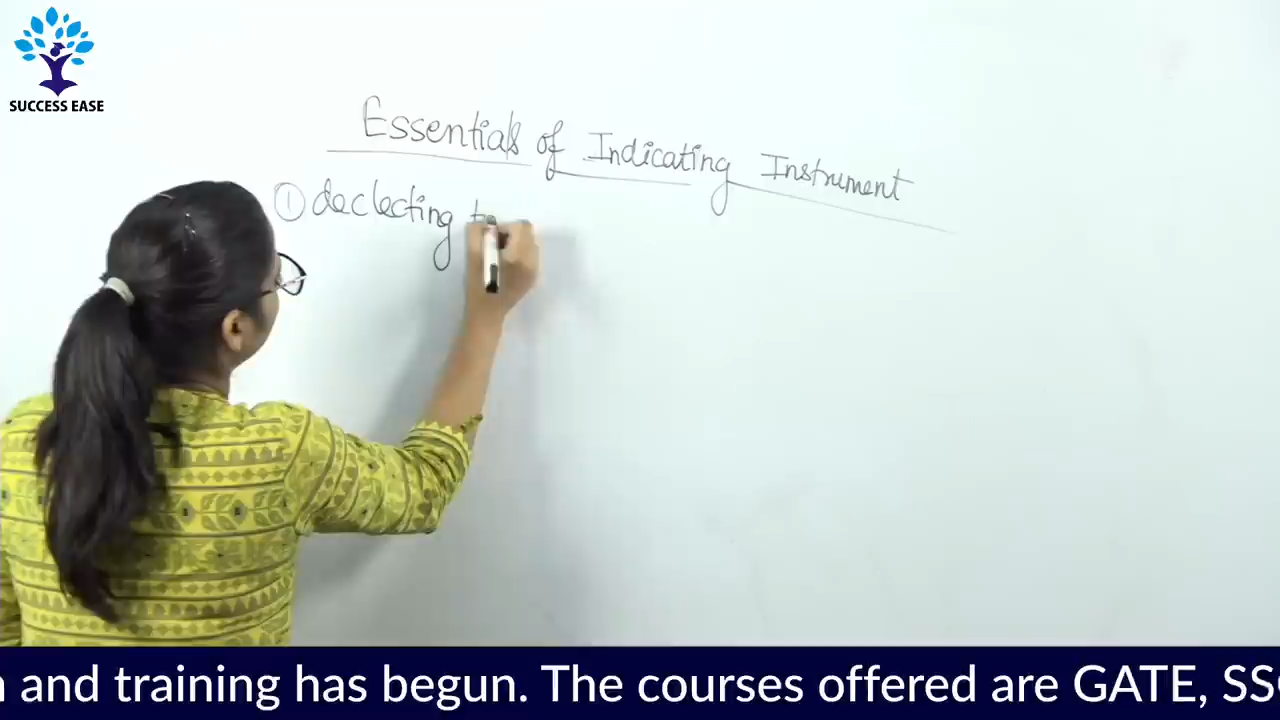 SUCCESS EASE
Essentials of Indicating Instrument
① declecting t
and training has begun. The courses offered are GATE, SS